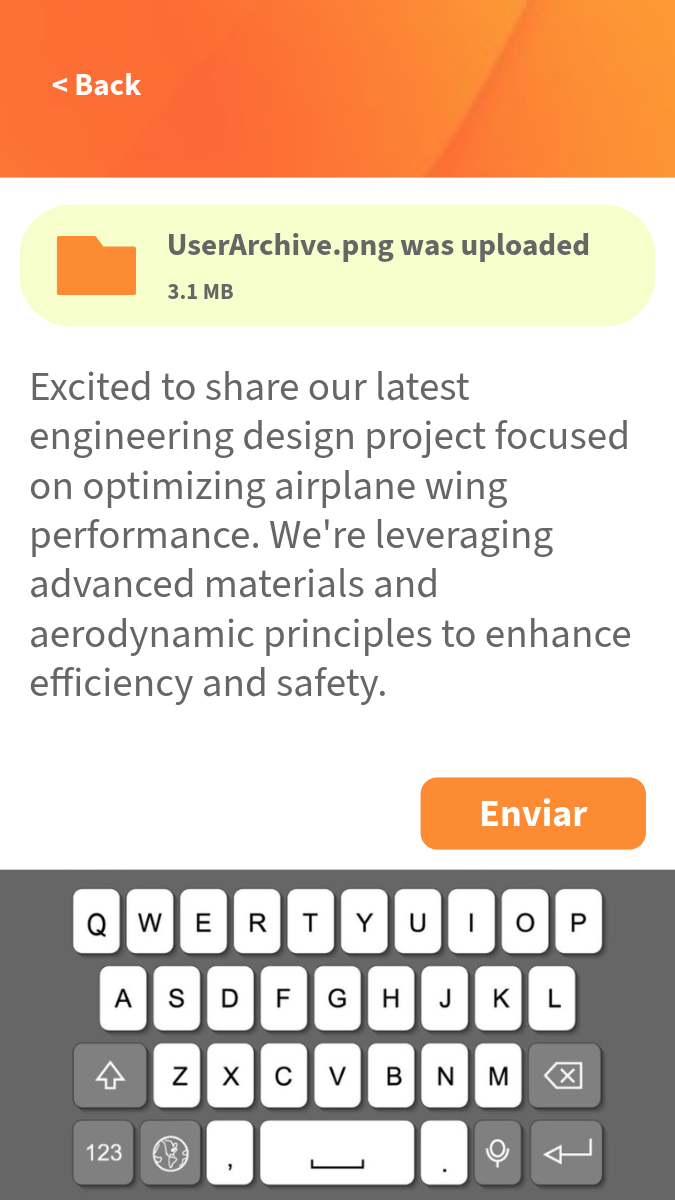 < Back
UserArchive.png was uploaded
3.1 MB
Excited to share our latest
engineering design project focused
on optimizing airplane wing
performance. We're leveraging
advanced materials and
aerodynamic principles to enhance
efficiency and safety.
Enviar
Q W E R T Y U I O P
A S D F G H J K L
Z X C V B N M
123 , .